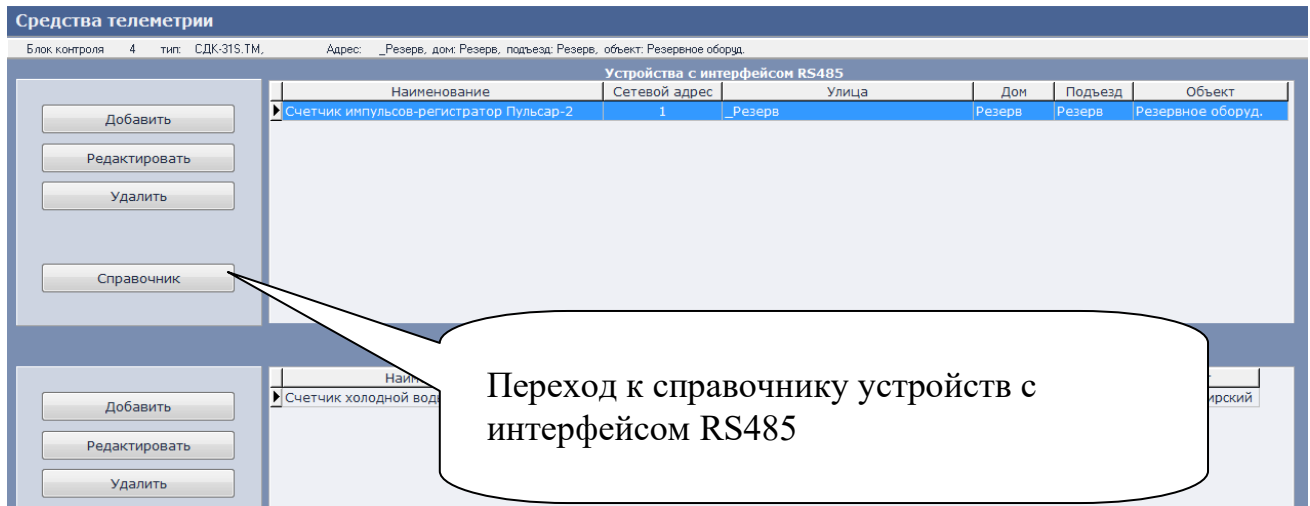 Средства телеметрии
Блок контроля 4 тип: СДК-31S.TM, Адрес: _Резерв, дом: Резерв, подъезд: Резерв, объект: Резервное оборуд.
Устройства с интерфейсом RS485
Наименование Сетевой адрес Улица Дом Подъезд Объект
Счетчик импульсов-регистратор Пульсар-2 1 _Резерв Резерв Резерв Резервное оборуд.
Добавить
Редактировать
Удалить
Справочник
Переход к справочнику устройств с
интерфейсом RS485
Счетчик холодной
Добавить
Редактировать
Удалить